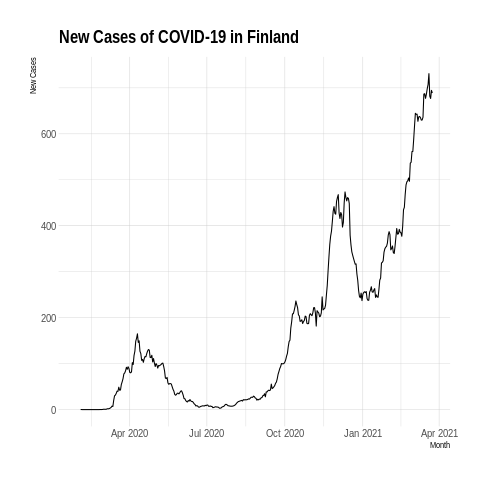 New Cases of COVID-19 in Finland
New Cases
600
400
200
0
Apr 2020
Jul 2020
Oct 2020
Jan 2021
Apr 2021
Month